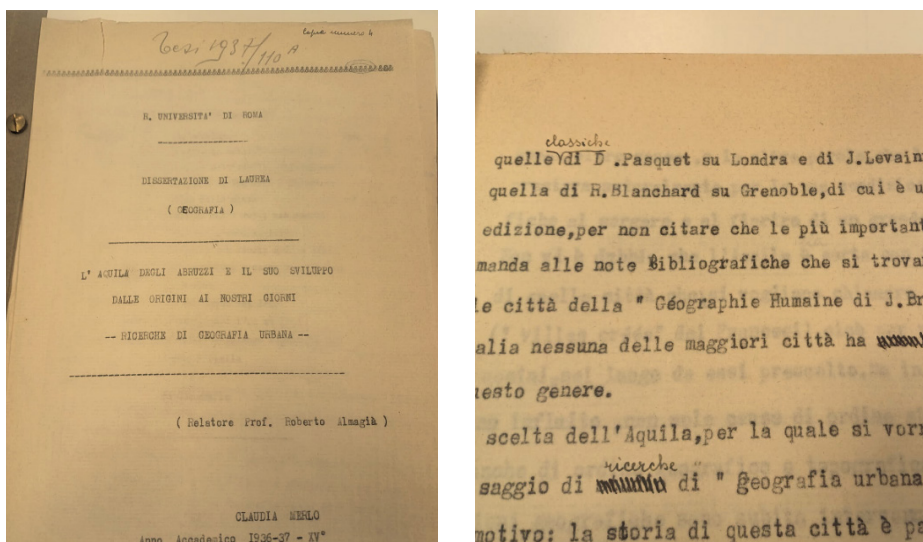 Copia numero 4
Tesi 1937/110 A
R. UNIVERSITA' DI ROMA
DISSERTAZIONE DI LAUREA
( GEOGRAFIA )
L' AQUILA DEGLI ABRUZZI E IL SUO SVILUPPO
DALLE ORIGINI AI NOSTRI GIORNI
-- RICERCHE DI GEOGRAFIA URBANA --
( Relatore Prof. Roberto Almagià )
CLAUDIA MERLO
Anno Accademico 1936-37 - XV°
classiche
quelle di D .Pasquet su Londra e di J.Levain
quella di R.Blanchard su Grenoble,di cui è u
edizione,per non citare che le più important
manda alle note Bibliografiche che si trova
le città della " Géographie Humaine di J.Br
alia nessuna delle maggiori città ha
uesto genere.
scelta dell'Aquila,per la quale si vorr
ricerche
saggio di di " geografia urbana
motivo: la storia di questa città è pa